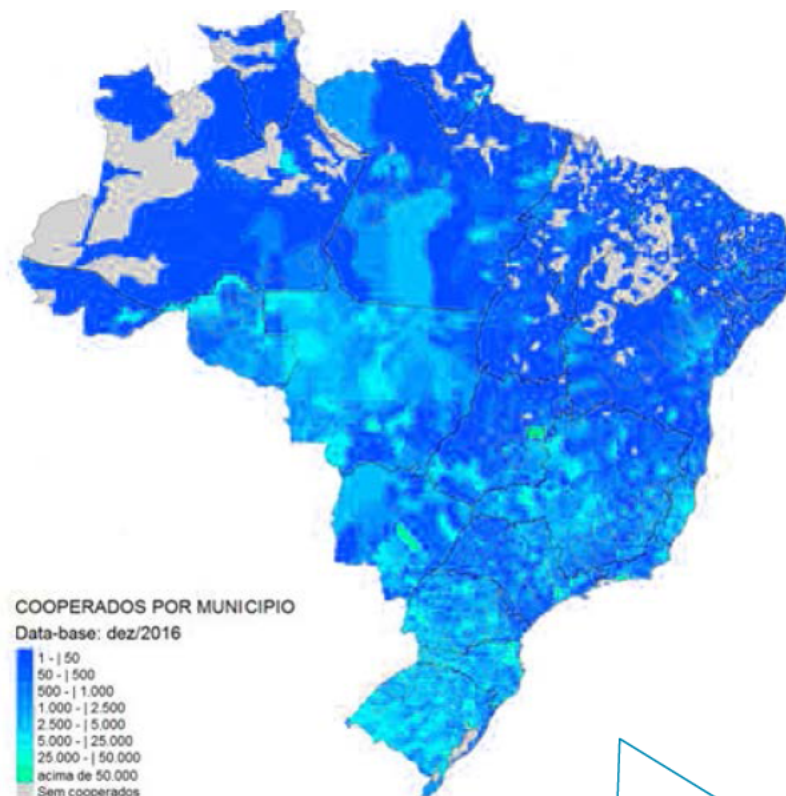 COOPERADOS POR MUNICIPIO
Data-base: dez/2016
1 - | 50
50 - | 500
500 - | 1.000
1.000 - | 2.500
2.500 - | 5.000
5.000 - | 25.000
25.000 - | 50.000
acima de 50.000
Sem cooperados